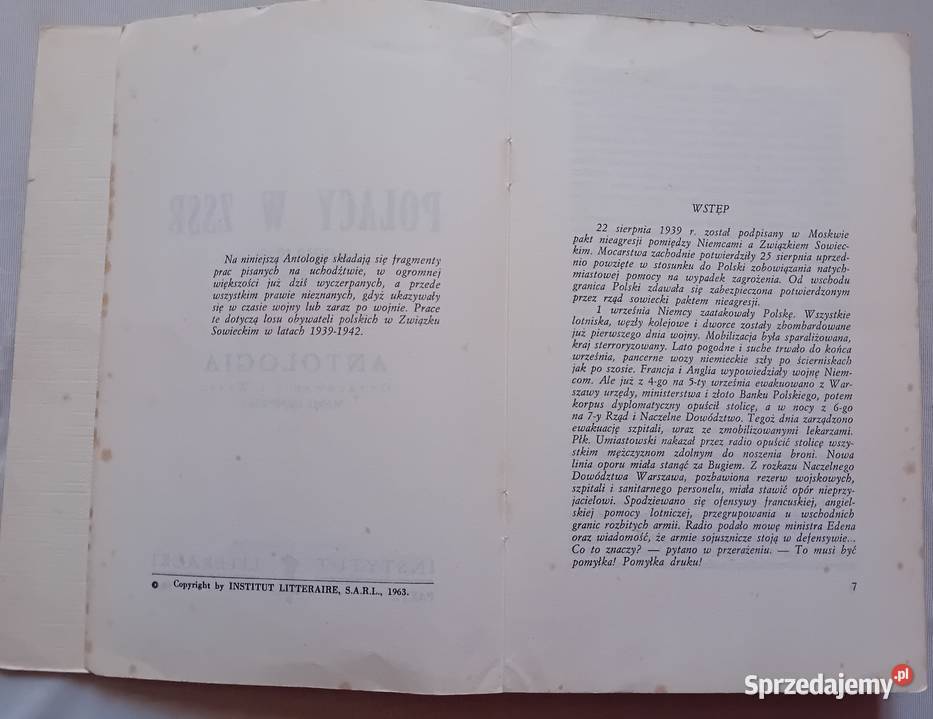 Na niniejszą Antologię składają się fragmenty
prac pisanych na uchodźtwie, w ogromnej
większości już dziś wyczerpanych, a przede
wszystkim prawie nieznanych, gdyż ukazywały
się w czasie wojny lub zaraz po wojnie. Prace
te dotyczą losu obywateli polskich w Związku
Sowieckim w latach 1939-1942.
POLACY W ZSSR
ANTOLOGIA
INSTYTUT LITERACKI
© Copyright by INSTITUT LITTERAIRE, S.A.R.L., 1963.
WSTĘP
22 sierpnia 1939 r. został podpisany w Moskwie
pakt nieagresji pomiędzy Niemcami a Związkiem Sowiec-
kim. Mocarstwa zachodnie potwierdziły 25 sierpnia uprzed-
nio powzięte w stosunku do Polski zobowiązania natych-
miastowej pomocy na wypadek zagrożenia. Od wschodu
granica Polski zdawała się zabezpieczona potwierdzonym
przez rząd sowiecki paktem nieagresji.
1 września Niemcy zaatakowały Polskę. Wszystkie
lotniska, węzły kolejowe i dworce zostały zbombardowane
już pierwszego dnia wojny. Mobilizacja była sparaliżowana,
kraj sterroryzowany. Lato pogodne i suche trwało do końca
września, pancerne wozy niemieckie szły po ścierniskach
jak po szosie. Francja i Anglia wypowiedziały wojnę Niem-
com. Ale już z 4-go na 5-ty września ewakuowano z War-
szawy urzędy, ministerstwa i złoto Banku Polskiego, potem
korpus dyplomatyczny opuścił stolicę, a w nocy z 6-go
na 7-y Rząd i Naczelne Dowództwo. Tegoż dnia zarządzono
ewakuację szpitali, wraz ze zmobilizowanymi lekarzami.
Płk. Umiastowski nakazał przez radio opuścić stolicę wszy-
stkim mężczyznom zdolnym do noszenia broni. Nowa
linia oporu miała stanąć za Bugiem. Z rozkazu Naczelnego
Dowództwa Warszawa, pozbawiona rezerw wojskowych,
szpitali i sanitarnego personelu, miała stawić opór nieprzy-
jacielowi. Spodziewano się ofensywy francuskiej, angiel-
skiej pomocy lotniczej, przegrupowania u wschodnich
granic rozbitych armii. Radio podało mowę ministra Edena
oraz wiadomość, że armie sojusznicze stoją w defensywie...
Co to znaczy? — pytano w przerażeniu. — To musi być
pomyłka! Pomyłka druku!
7
Sprzedajemy.pl